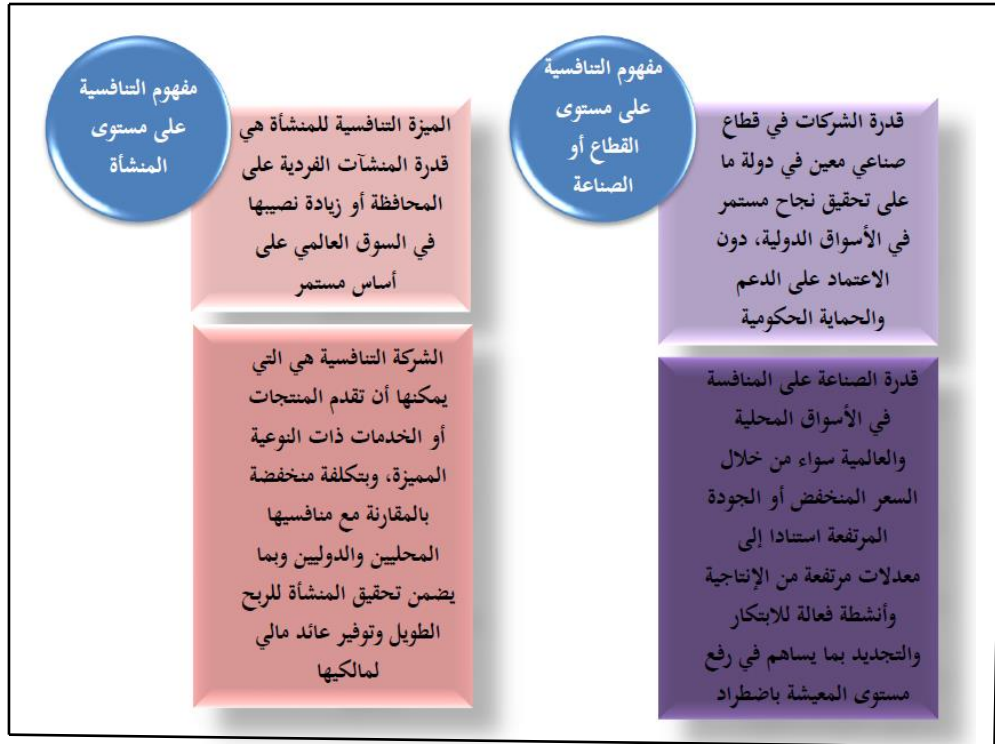 مفهوم التنافسية
على مستوى
القطاع أو
الصناعة
قدرة الشركات في قطاع
صناعي معين في دولة ما
على تحقيق نجاح مستمر
في الأسواق الدولية، دون
الاعتماد على الدعم
والحماية الحكومية
قدرة الصناعة على المنافسة
في الأسواق المحلية
والعالمية سواء من خلال
السعر المنخفض أو الجودة
المرتفعة استنادا إلى
معدلات مرتفعة من الإنتاجية
وأنشطة فعالة للابتكار
والتجديد بما يساهم في رفع
مستوى المعيشة باضطراد
مفهوم التنافسية
على مستوى
المنشأة
الميزة التنافسية للمنشأة هي
قدرة المنشآت الفردية على
المحافظة أو زيادة نصيبها
في السوق العالمي على
أساس مستمر
الشركة التنافسية هي التي
يمكنها أن تقدم المنتجات
أو الخدمات ذات النوعية
المميزة، وبتكلفة منخفضة
بالمقارنة مع منافسيها
المحليين والدوليين وبما
يضمن تحقيق المنشأة للربح
الطويل وتوفير عائد مالي
لمالكيها